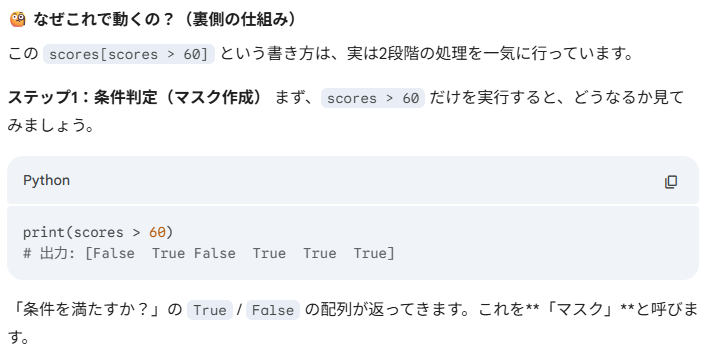 🧐 なぜこれで動くの？（裏側の仕組み）
この scores[scores > 60] という書き方は、実は2段階の処理を一気に行っています。
ステップ1：条件判定（マスク作成） まず、scores > 60 だけを実行すると、どうなるか見て
みましょう。
Python
print(scores > 60)
# 出力: [False  True False  True  True  True]
「条件を満たすか？」の True / False の配列が返ってきます。これを**「マスク」**と呼びま
す。